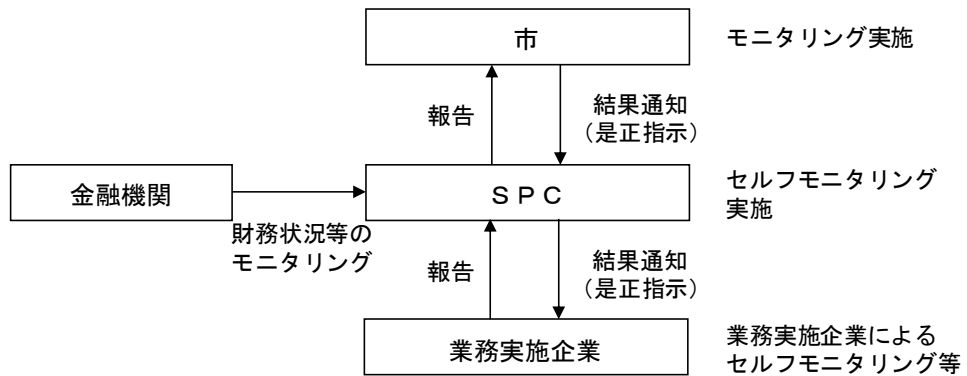 市
モニタリング実施
報告
結果通知
（是正指示）
金融機関
ＳＰＣ
セルフモニタリング
実施
財務状況等の
モニタリング
報告
結果通知
（是正指示）
業務実施企業
業務実施企業による
セルフモニタリング等